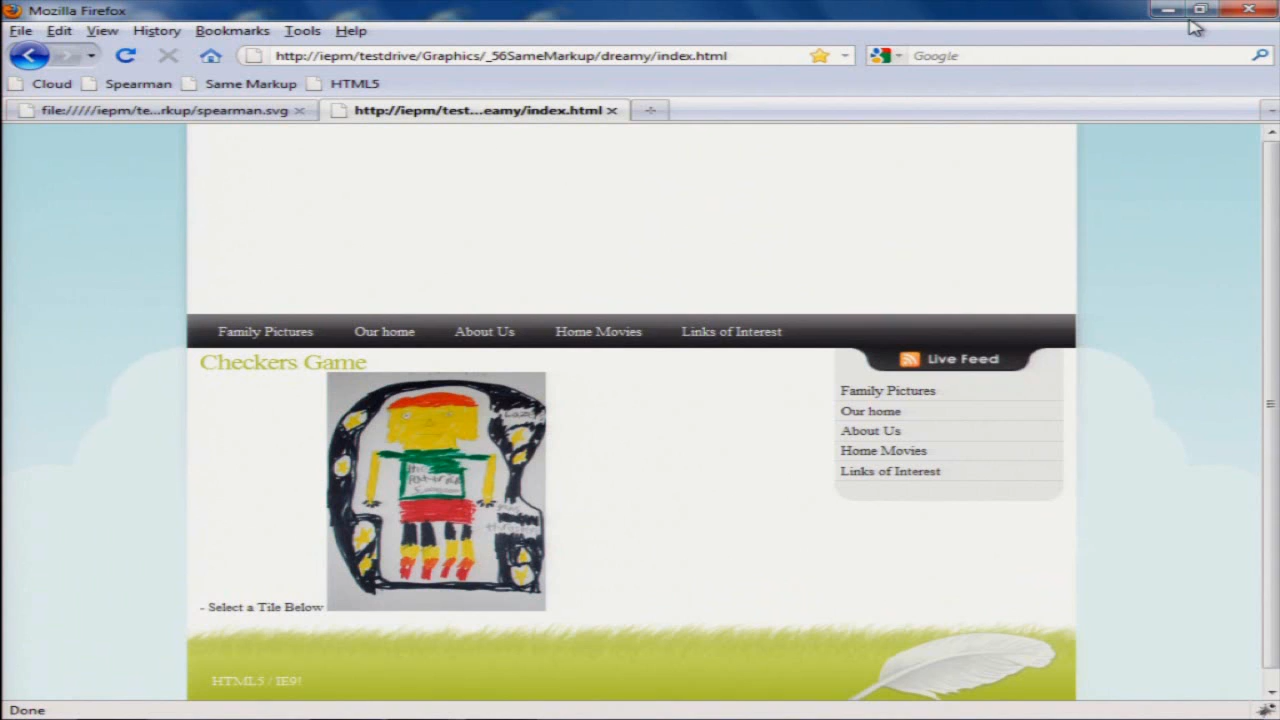 Mozilla Firefox
File Edit View History Bookmarks Tools Help
http://iepm/testdrive/Graphics/_56SameMarkup/dreamy/index.html
Google
Cloud Spearman Same Markup HTML5
file://///iepm/te...rkup/spearman.svg http://iepm/test...eamy/index.html
Family Pictures Our home About Us Home Movies Links of Interest
Checkers Game
Live Feed
Family Pictures
Our home
About Us
Home Movies
Links of Interest
- Select a Tile Below
HTML5 / IE9!
Done